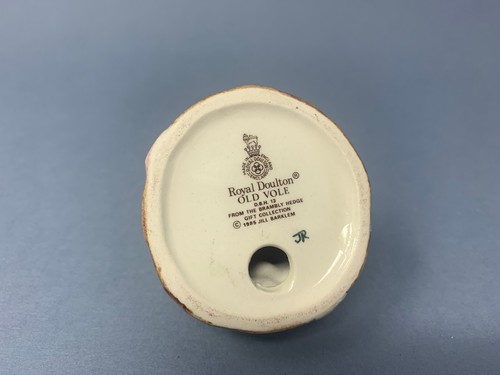 Royal Doulton®
OLD VOLE
D.B.H. 13
FROM THE BRAMBLY HEDGE
GIFT COLLECTION
© 1985 JILL BARKLEM
JR